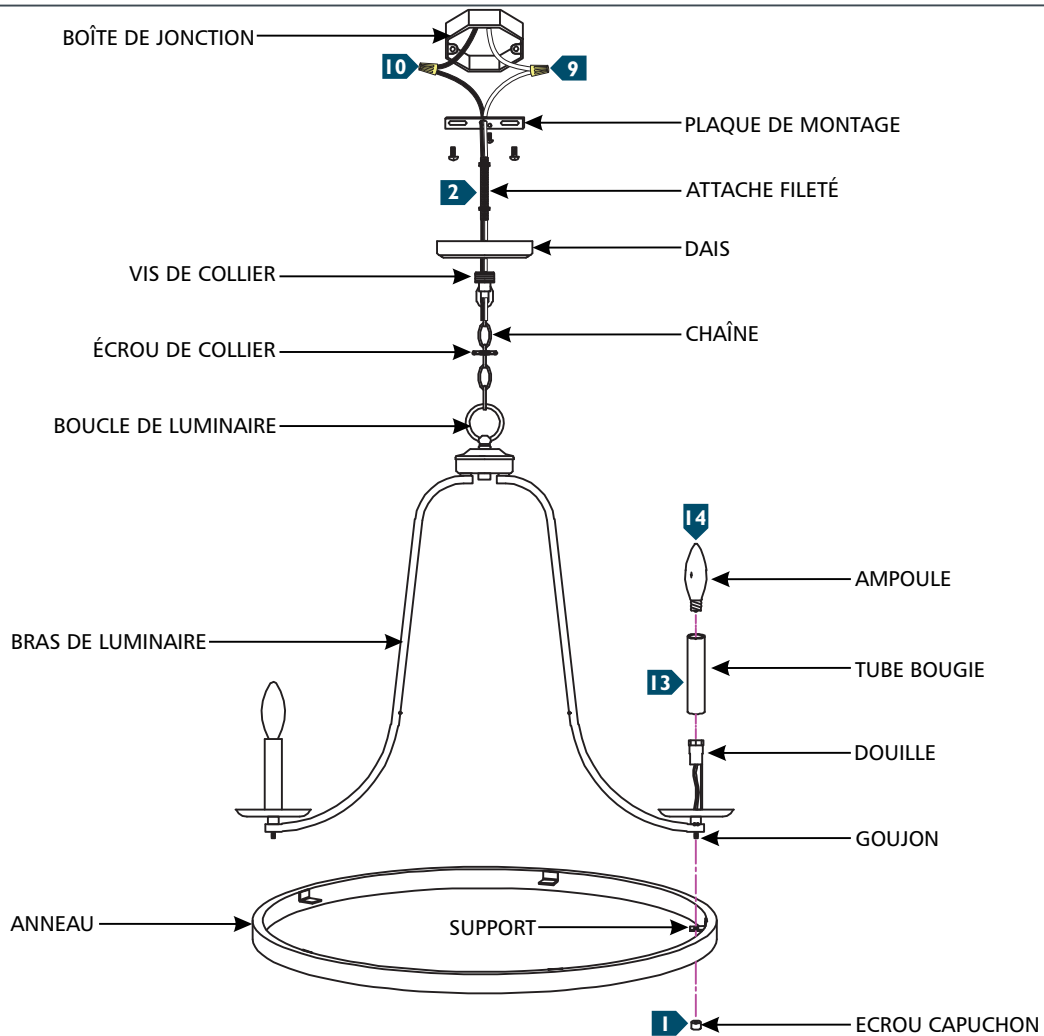 BOÎTE DE JONCTION
10
9
PLAQUE DE MONTAGE
2
ATTACHE FILETÉ
DAIS
VIS DE COLLIER
CHAÎNE
ÉCROU DE COLLIER
BOUCLE DE LUMINAIRE
14
AMPOULE
BRAS DE LUMINAIRE
TUBE BOUGIE
13
DOUILLE
GOUJON
ANNEAU
SUPPORT
1
ECROU CAPUCHON